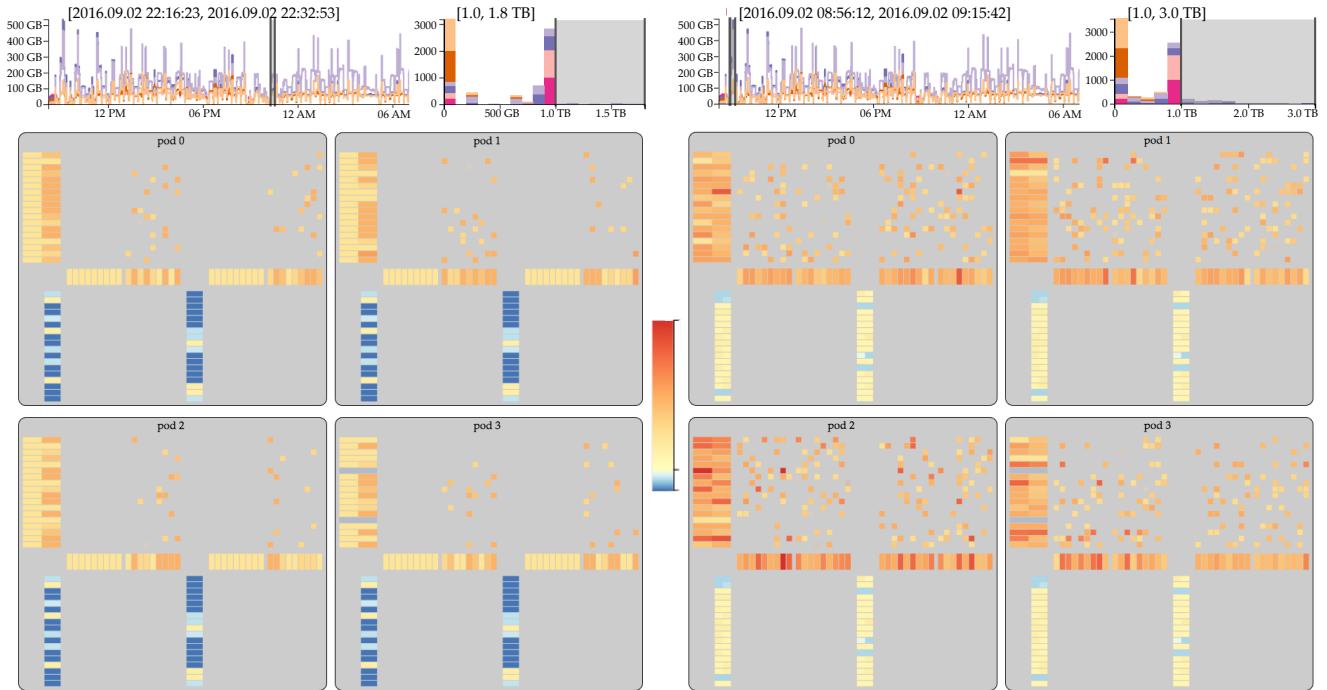 [2016.09.02 22:16:23, 2016.09.02 22:32:53]
[1.0, 1.8 TB]
500 GB
400 GB
300 GB
200 GB
100 GB
0
12 PM
06 PM
12 AM
06 AM
3000
2000
1000
0
0
500 GB
1.0 TB
1.5 TB
pod 0
pod 1
pod 2
pod 3
[2016.09.02 08:56:12, 2016.09.02 09:15:42]
[1.0, 3.0 TB]
500 GB
400 GB
300 GB
200 GB
100 GB
0
12 PM
06 PM
12 AM
06 AM
3000
2000
1000
0
0
1.0 TB
2.0 TB
3.0 TB
pod 0
pod 1
pod 2
pod 3